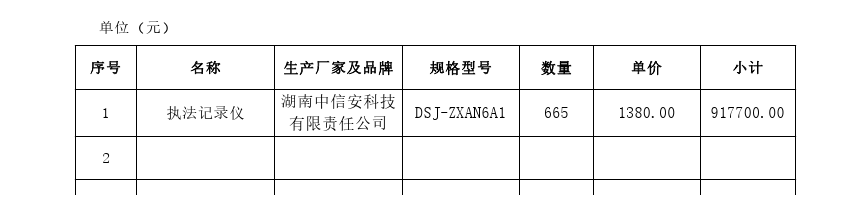 单位（元）
序号 名称 生产厂家及品牌 规格型号 数量 单价 小计
1 执法记录仪 湖南中信安科技有限责任公司 DSJ-ZXAN6A1 665 1380.00 917700.00
2